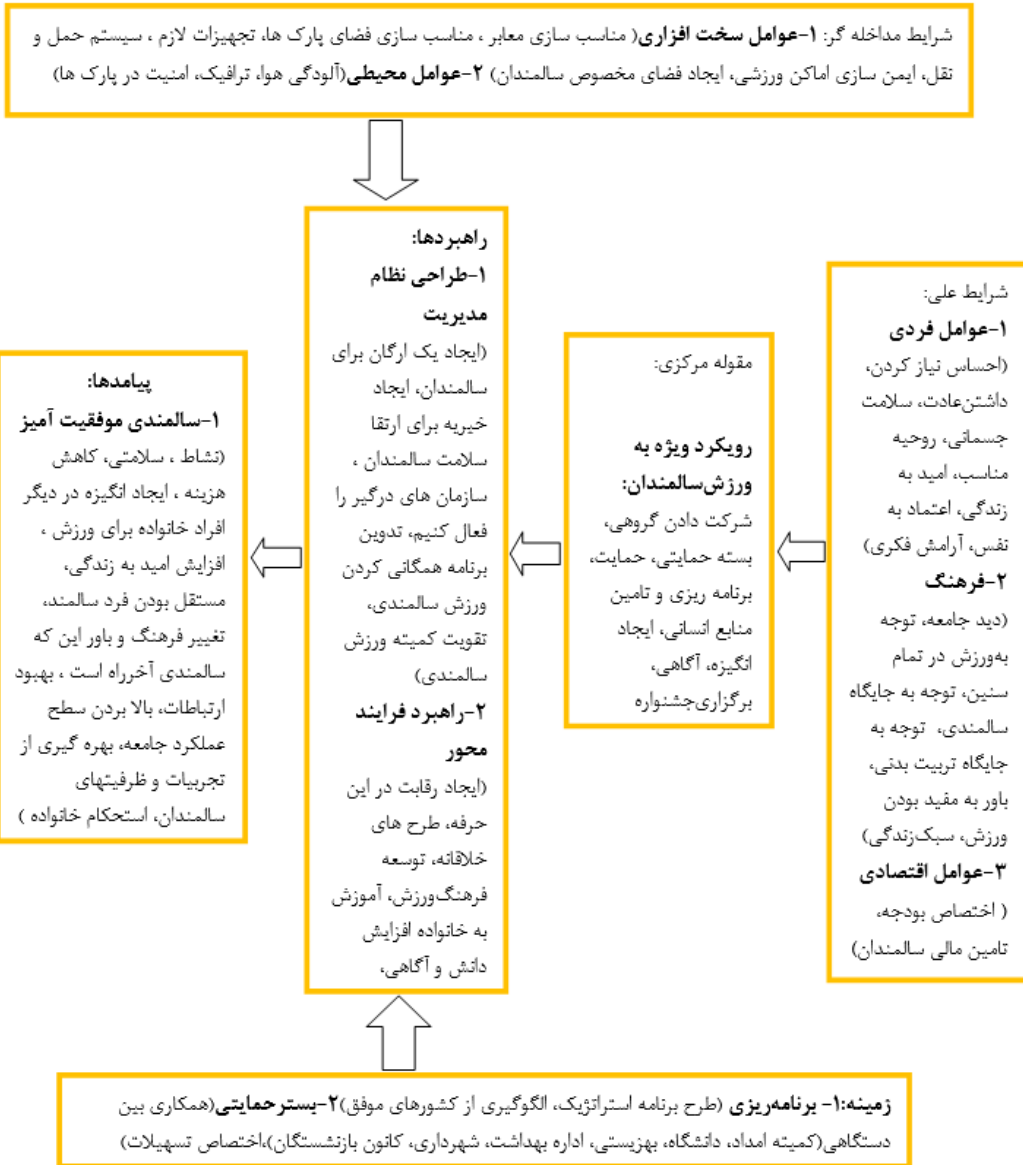 شرایط مداخله گر: ۱-عوامل سخت افزاری( مناسب سازی معابر ، مناسب سازی فضای پارک ها، تجهیزات لازم ، سیستم حمل و
نقل، ایمن سازی اماکن ورزشی، ایجاد فضای مخصوص سالمندان) ۲-عوامل محیطی(آلودگی هوا، ترافیک، امنیت در پارک ها)
شرایط علی:
۱-عوامل فردی
(احساس نیاز کردن،
داشتن‌عادت، سلامت
جسمانی، روحیه
مناسب، امید به
زندگی، اعتماد به
نفس، آرامش فکری)
۲-فرهنگ
(دید جامعه، توجه
به‌ورزش در تمام
سنین، توجه به جایگاه
سالمندی، توجه به
جایگاه تربیت بدنی،
باور به مفید بودن
ورزش، سبک‌زندگی)
۳-عوامل اقتصادی
( اختصاص بودجه،
تامین مالی سالمندان)
مقوله مرکزی:
رویکرد ویژه به
ورزش‌سالمندان:
شرکت دادن گروهی،
بسته حمایتی، حمایت،
برنامه ریزی و تامین
منابع انسانی، ایجاد
انگیزه، آگاهی،
برگزاری‌جشنواره
راهبردها:
۱-طراحی نظام
مدیریت
(ایجاد یک ارگان برای
سالمندان، ایجاد
خیریه برای ارتقا
سلامت سالمندان ،
سازمان های درگیر را
فعال کنیم، تدوین
برنامه همگانی کردن
ورزش سالمندی،
تقویت کمیته ورزش
سالمندی)
۲-راهبرد فرایند
محور
(ایجاد رقابت در این
حرفه، طرح های
خلاقانه، توسعه
فرهنگ‌ورزش، آموزش
به خانواده افزایش
دانش و آگاهی،
پیامدها:
۱-سالمندی موفقیت آمیز
(نشاط ، سلامتی، کاهش
هزینه ، ایجاد انگیزه در دیگر
افراد خانواده برای ورزش ،
افزایش امید به زندگی،
مستقل بودن فرد سالمند،
تغییر فرهنگ و باور این که
سالمندی آخرراه است ، بهبود
ارتباطات، بالا بردن سطح
عملکرد جامعه، بهره گیری از
تجربیات و ظرفیتهای
سالمندان، استحکام خانواده )
زمینه:۱- برنامه‌ریزی (طرح برنامه استراتژیک، الگوگیری از کشورهای موفق)۲-بسترحمایتی(همکاری بین
دستگاهی(کمیته امداد، دانشگاه، بهزیستی، اداره بهداشت، شهرداری، کانون بازنشستگان)،اختصاص تسهیلات)